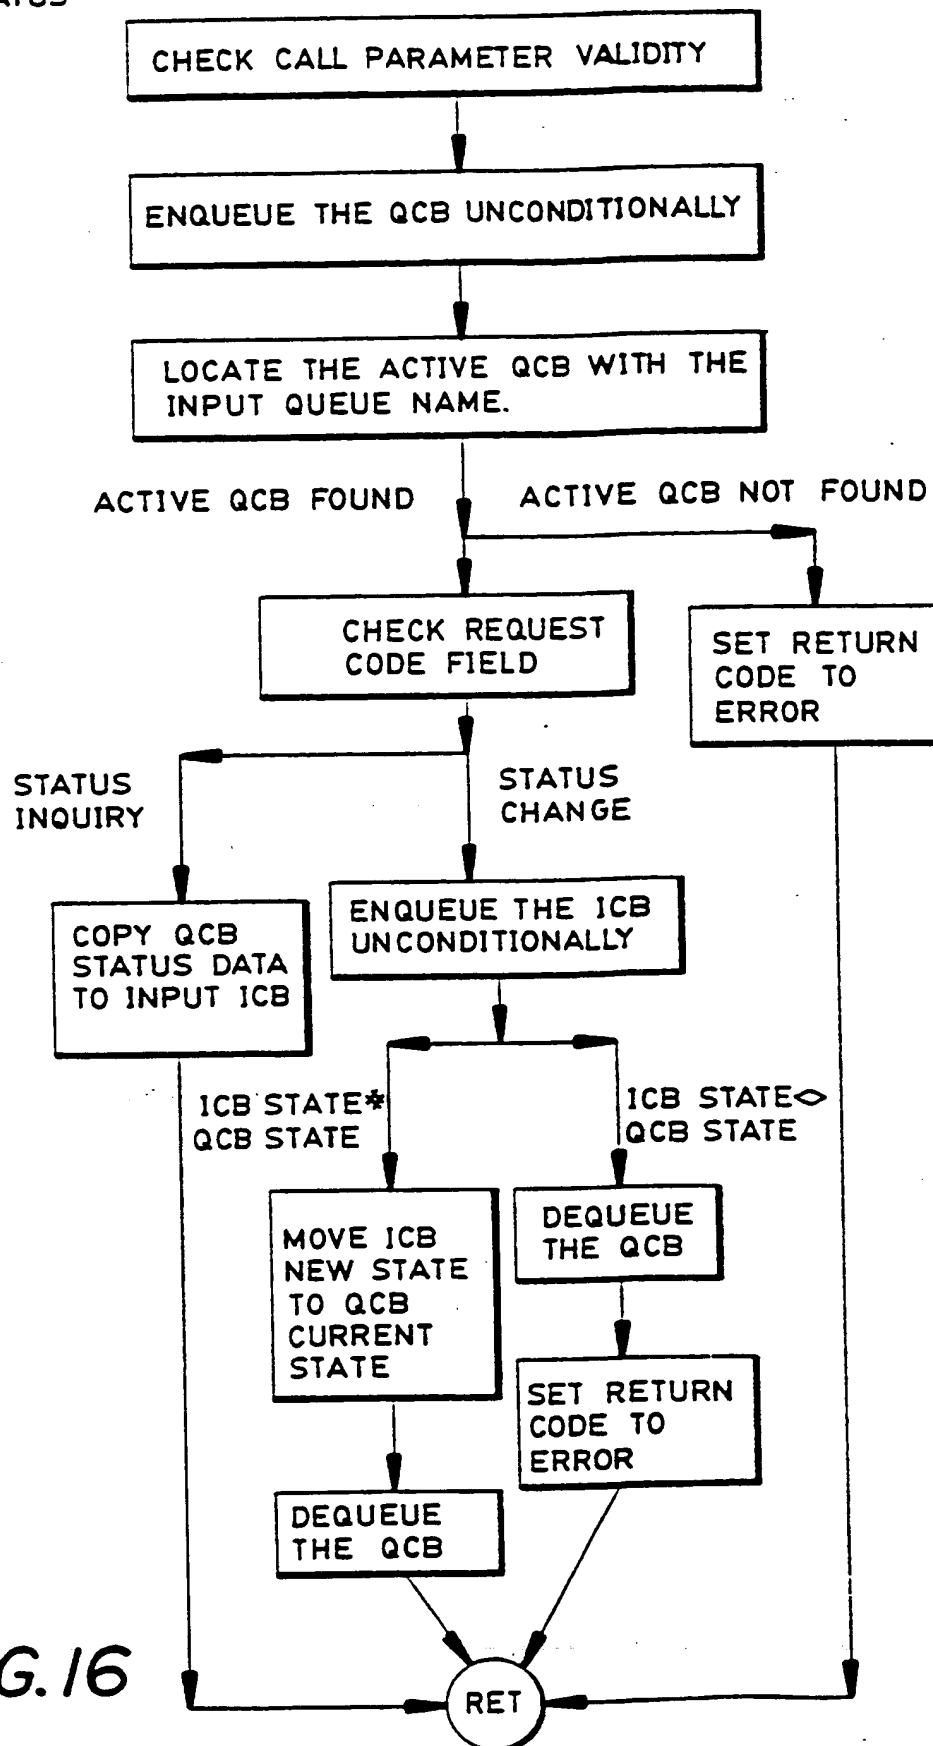 CHECK CALL PARAMETER VALIDITY
ENQUEUE THE QCB UNCONDITIONALLY
LOCATE THE ACTIVE QCB WITH THE
INPUT QUEUE NAME.
ACTIVE QCB FOUND
ACTIVE QCB NOT FOUND
CHECK REQUEST
CODE FIELD
SET RETURN
CODE TO
ERROR
STATUS
INQUIRY
STATUS
CHANGE
COPY QCB
STATUS DATA
TO INPUT ICB
ENQUEUE THE ICB
UNCONDITIONALLY
ICB STATE*
QCB STATE
ICB STATE<>
QCB STATE
MOVE ICB
NEW STATE
TO QCB
CURRENT
STATE
DEQUEUE
THE QCB
SET RETURN
CODE TO
ERROR
DEQUEUE
THE QCB
RET
G.16